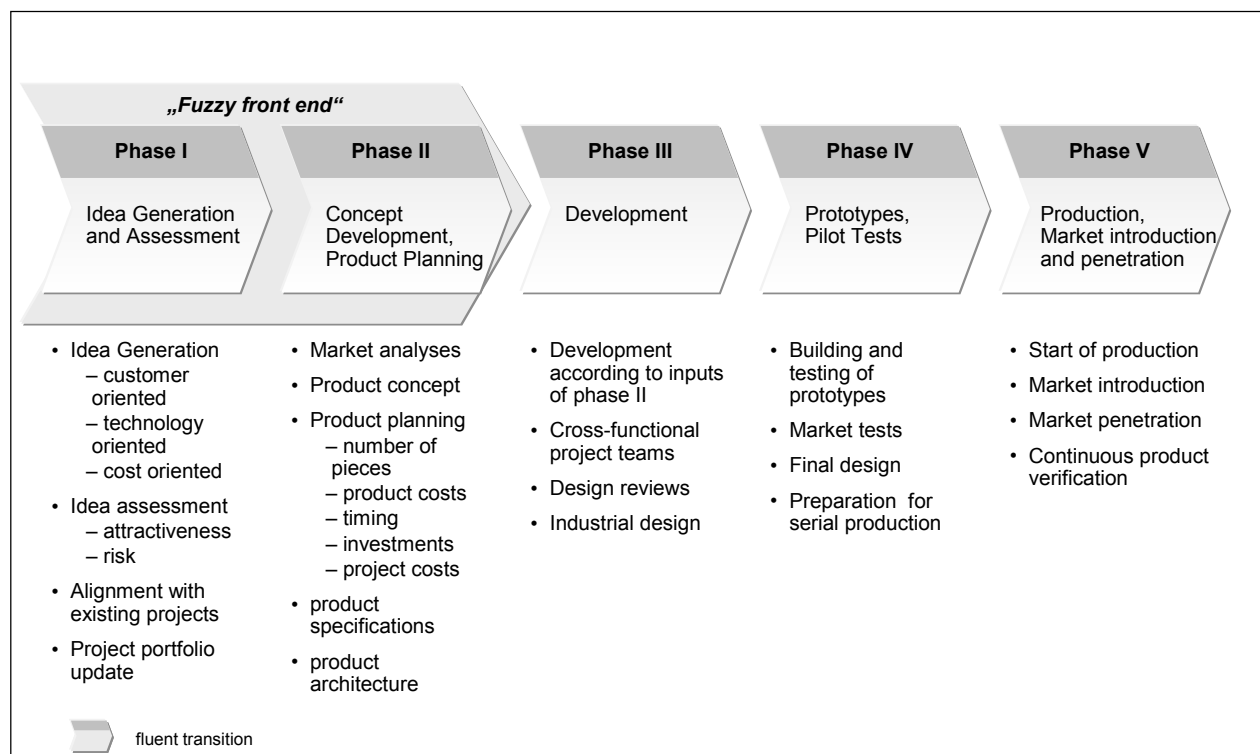 „Fuzzy front end“
Phase I
Idea Generation
and Assessment
Phase II
Concept
Development,
Product Planning
Phase III
Development
Phase IV
Prototypes,
Pilot Tests
Phase V
Production,
Market introduction
and penetration
• Idea Generation
– customer
oriented
– technology
oriented
– cost oriented
• Idea assessment
– attractiveness
– risk
• Alignment with
existing projects
• Project portfolio
update
• Market analyses
• Product concept
• Product planning
– number of
pieces
– product costs
– timing
– investments
– project costs
• product
specifications
• product
architecture
• Development
according to inputs
of phase II
• Cross-functional
project teams
• Design reviews
• Industrial design
• Building and
testing of
prototypes
• Market tests
• Final design
• Preparation for
serial production
• Start of production
• Market introduction
• Market penetration
• Continuous product
verification
fluent transition